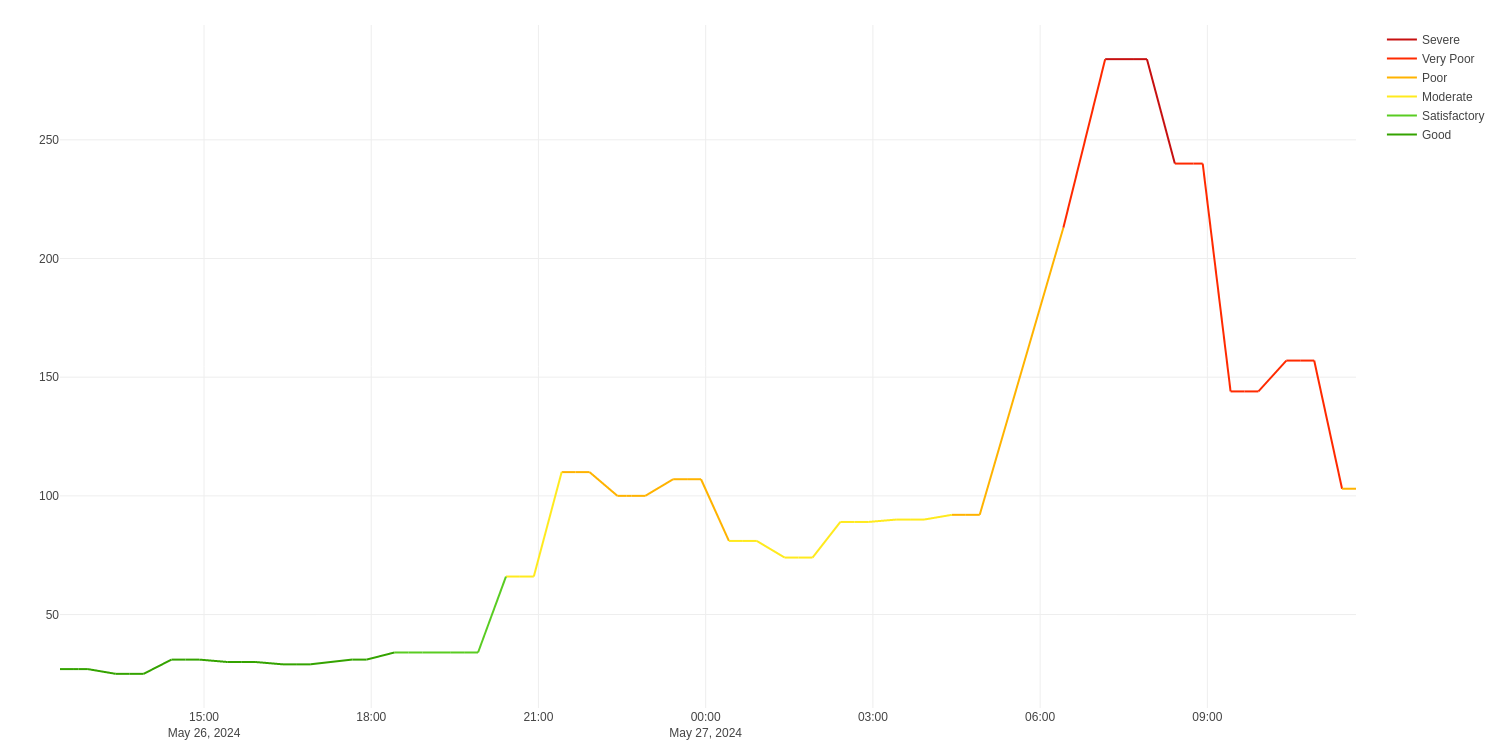 Severe
Very Poor
Poor
Moderate
Satisfactory
Good
250
200
150
100
50
15:00 18:00 21:00 00:00 03:00 06:00 09:00
May 26, 2024 May 27, 2024